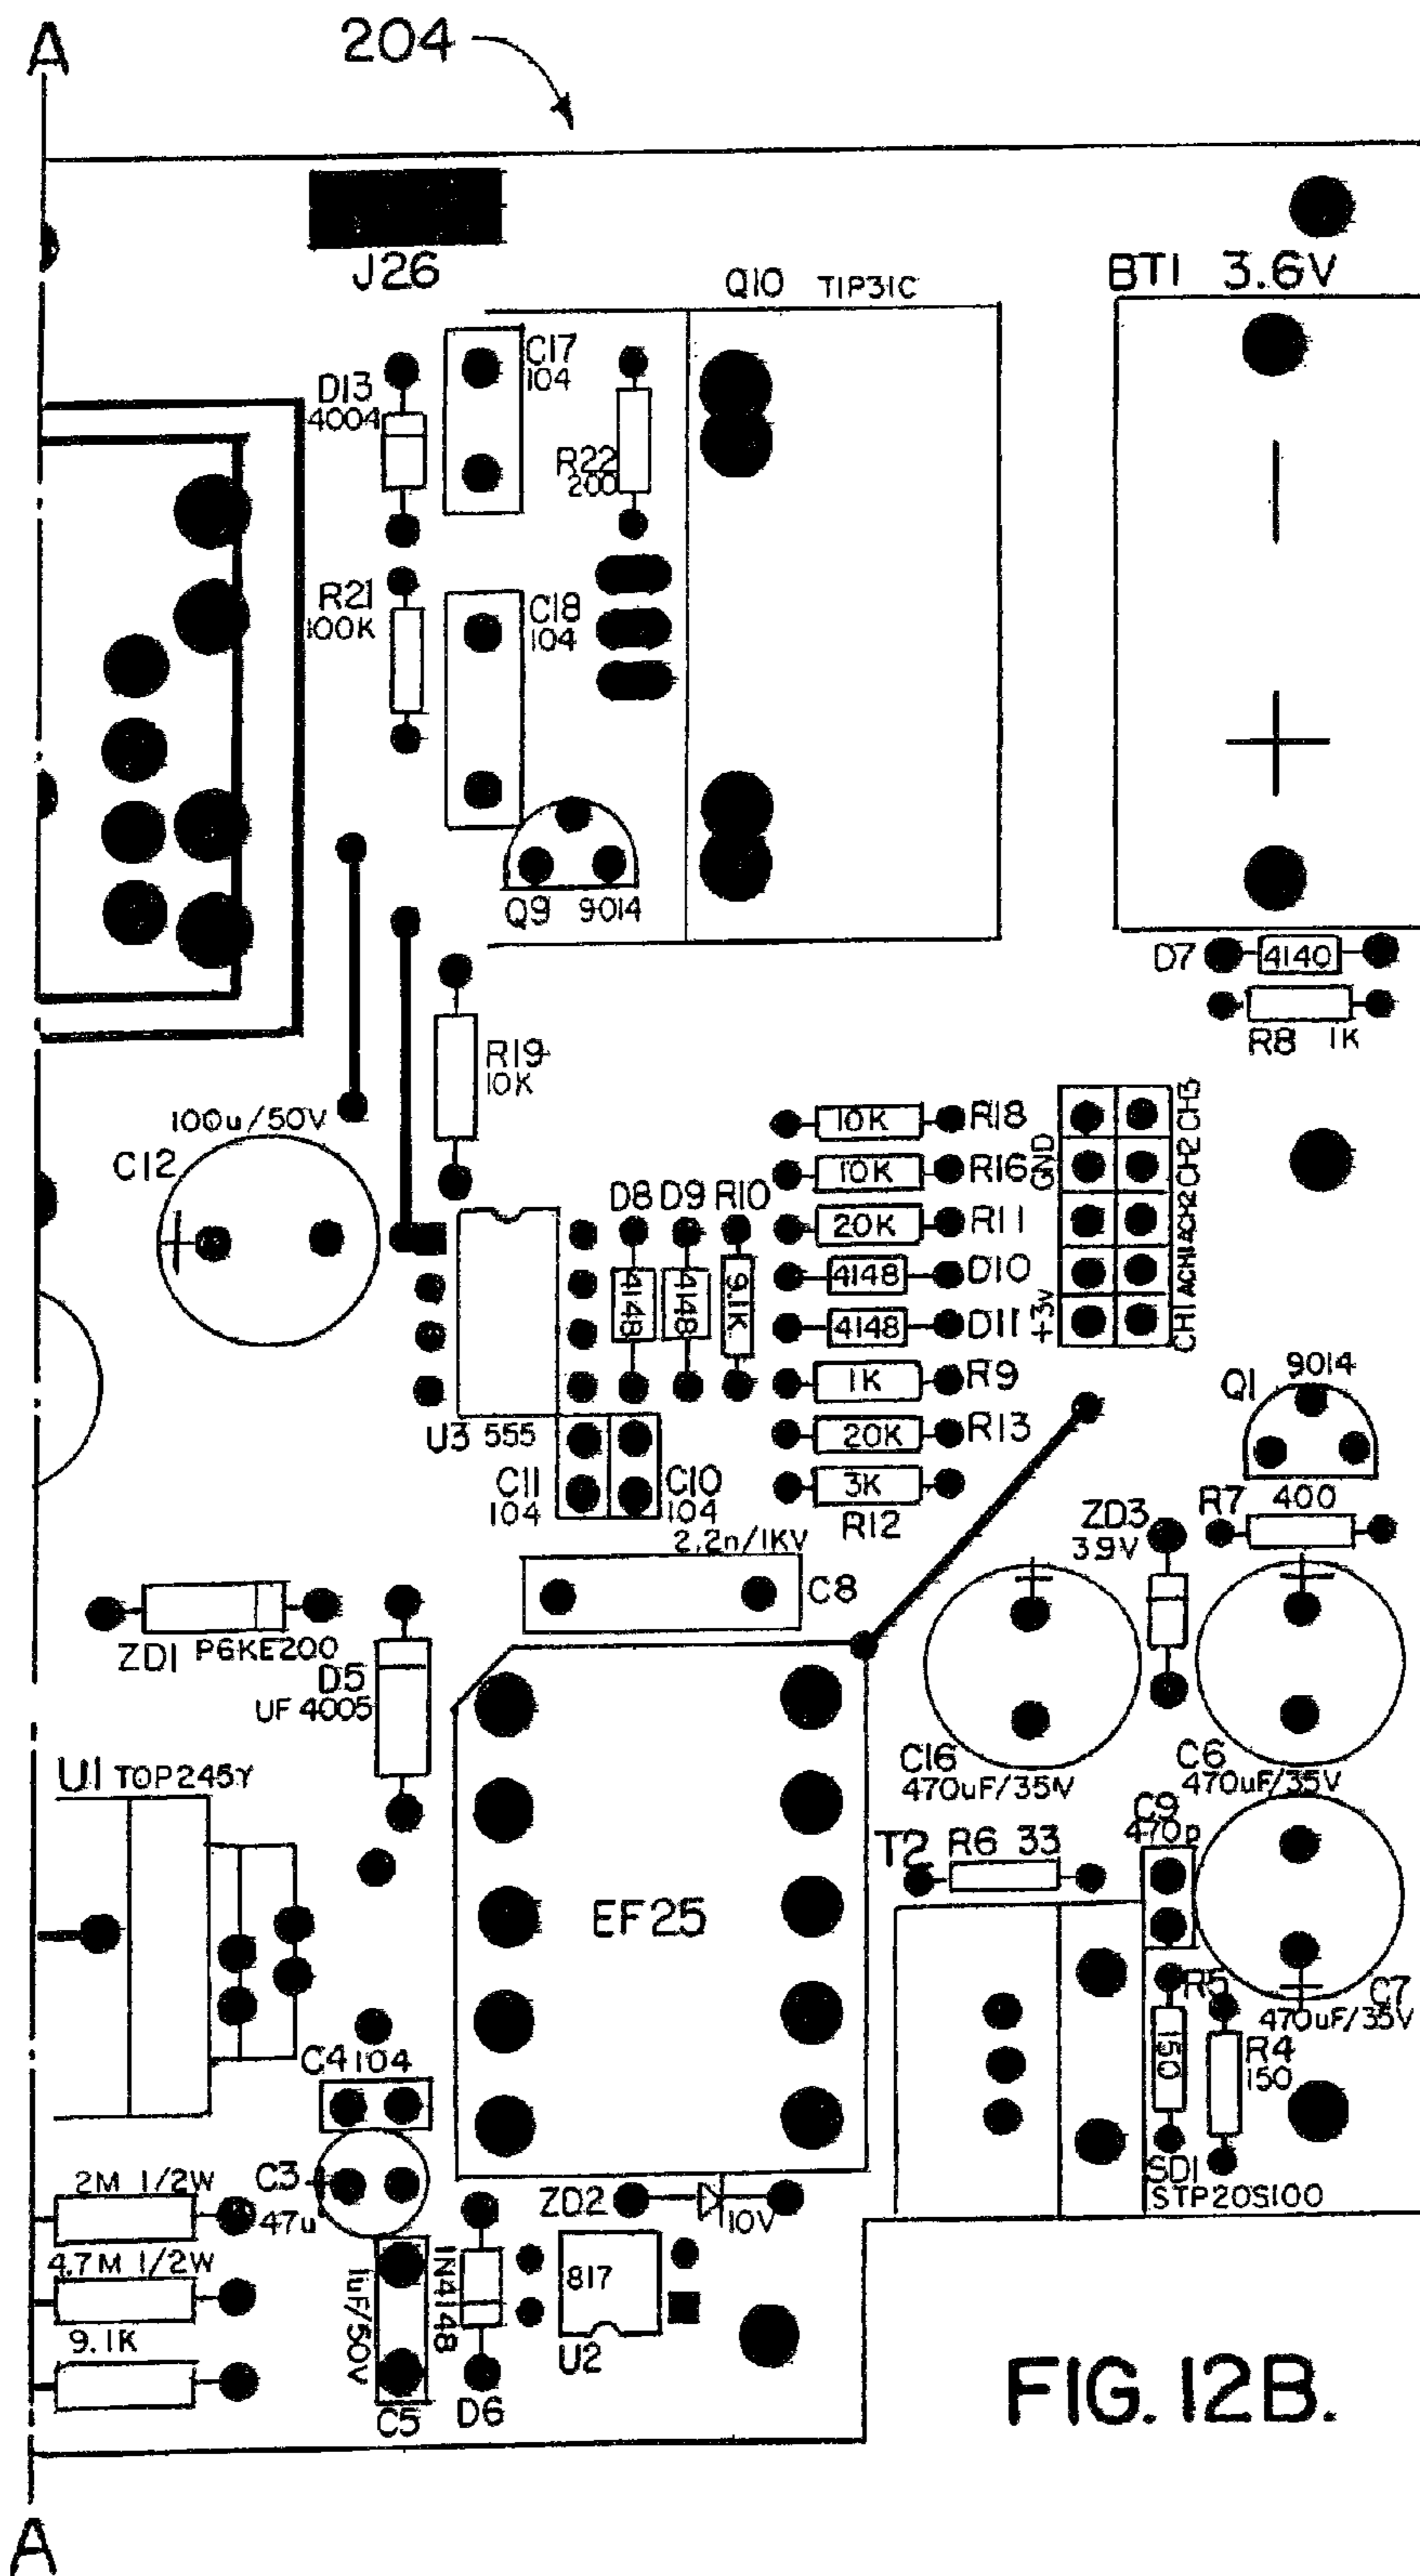 A
204
J26
Q10 TIP31C
BT1 3.6V
C17
104
D13
4004
R22
200
R21
100K
C18
104
Q9 9014
D7 4140
R8 1K
R19
10K
100u/50V
C12
10K R18
10K R16
20K R11
4148 D10
4148 D11
1K R9
20K R13
3K
R12
D8 D9 R10
4148
4148
9.1K
GND
+3V
CH3
CH2
ACH2
ACH1
CH1
U3 555
C11
104
C10
104
Q1 9014
R7 400
ZD3
3.9V
2.2n/1KV
C8
ZD1 P6KE200
D5
UF 4005
U1 TOP245Y
C16
470uF/35V
C6
470uF/35V
C9
470p
T2 R6 33
EF25
R5
150
C7
470uF/35V
R4
150
SD1
STP20S100
C4 104
C3
47u
2M 1/2W
4.7M 1/2W
9.1K
ZD2 10V
1uF/50V
C5
1N4148
D6
817
U2
FIG. 12B.
A